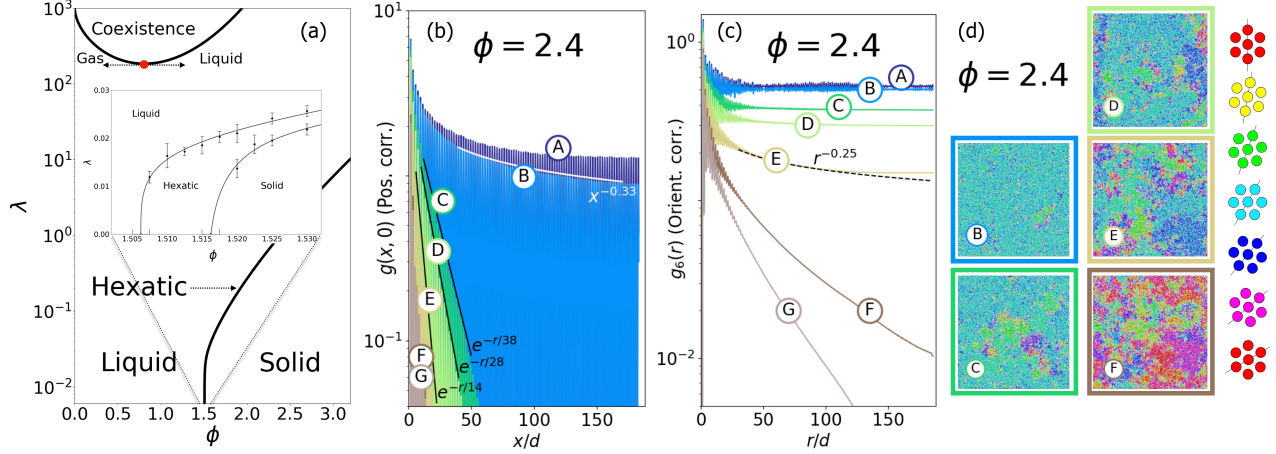 (a)
Coexistence
Gas
Liquid
10³
10²
10¹
10⁰
10⁻¹
10⁻²
λ
0.03
0.02
0.01
0.00
λ
Liquid
Hexatic
Solid
1.505
1.510
1.515
1.520
1.525
1.530
ϕ
Hexatic
Liquid
Solid
0.0
0.5
1.0
1.5
2.0
2.5
3.0
ϕ
(b)
ϕ = 2.4
10¹
10⁻¹
g(x, 0) (Pos. corr.)
A
B
C
D
E
F
G
x⁻⁰·³³
e⁻ʳ/³⁸
e⁻ʳ/²⁸
e⁻ʳ/¹⁴
0
50
100
150
x/d
(c)
ϕ = 2.4
10⁰
10⁻²
g₆(r) (Orient. corr.)
A
B
C
D
E
r⁻⁰·²⁵
F
G
0
50
100
150
r/d
(d)
ϕ = 2.4
D
B
E
C
F